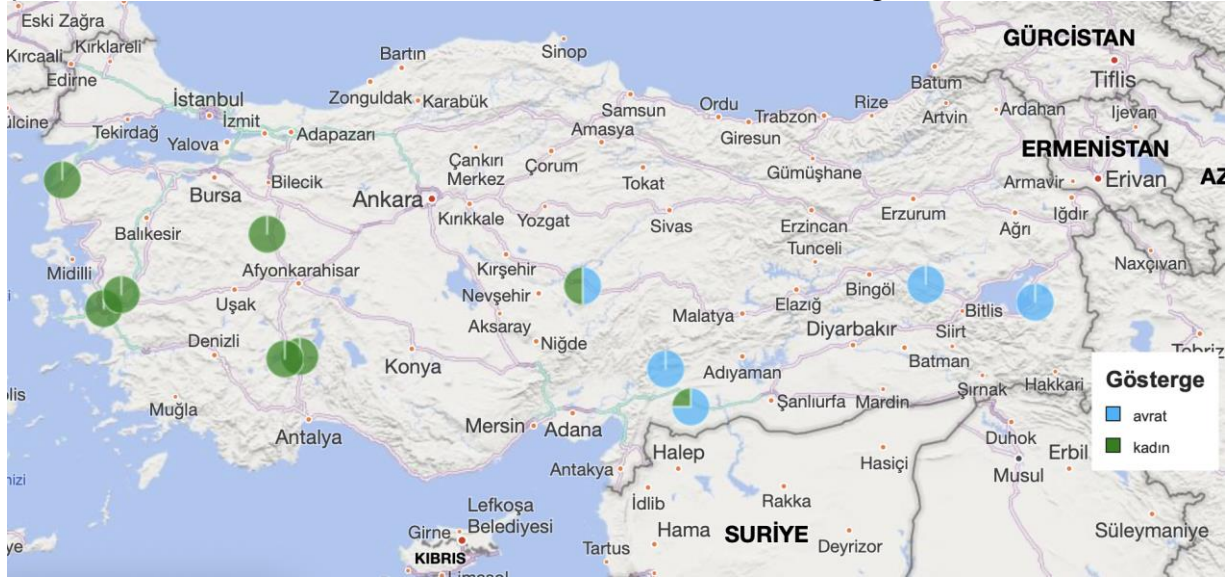 Eski Zağra
Bartın
Sinop
GÜRCİSTAN
Kırcaali
Kırklareli
Edirne
Batum
Tiflis
İstanbul
Zonguldak
Karabük
Samsun
Ordu
Trabzon
Rize
Artvin
Ardahan
Ijevan
Tekirdağ
İzmit
Adapazarı
Amasya
Giresun
ERMENİSTAN
Yalova
Çankırı
Merkez
Çorum
Gümüşhane
Bursa
Bilecik
Ankara
Tokat
Armavir
Erivan
AZ
Kırıkkale
Yozgat
Sivas
Erzincan
Erzurum
Iğdır
Balıkesir
Ağrı
Tunceli
Midilli
Afyonkarahisar
Kırşehir
Naxçıvan
Uşak
Nevşehir
Elazığ
Bingöl
Bitlis
Aksaray
Malatya
Diyarbakır
Siirt
Denizli
Konya
Niğde
Adıyaman
Batman
Tebriz
Muğla
Şanlıurfa
Mardin
Şırnak
Hakkari
Gösterge
avrat
kadın
Antalya
Mersin
Adana
Duhok
Erbil
Antakya
Halep
Hasiçi
Musul
İdlib
Rakka
Lefkoşa
Belediyesi
Girne
Hama
SURİYE
Deyrizor
Süleymaniye
KIBRIS
Tartus
Limasol